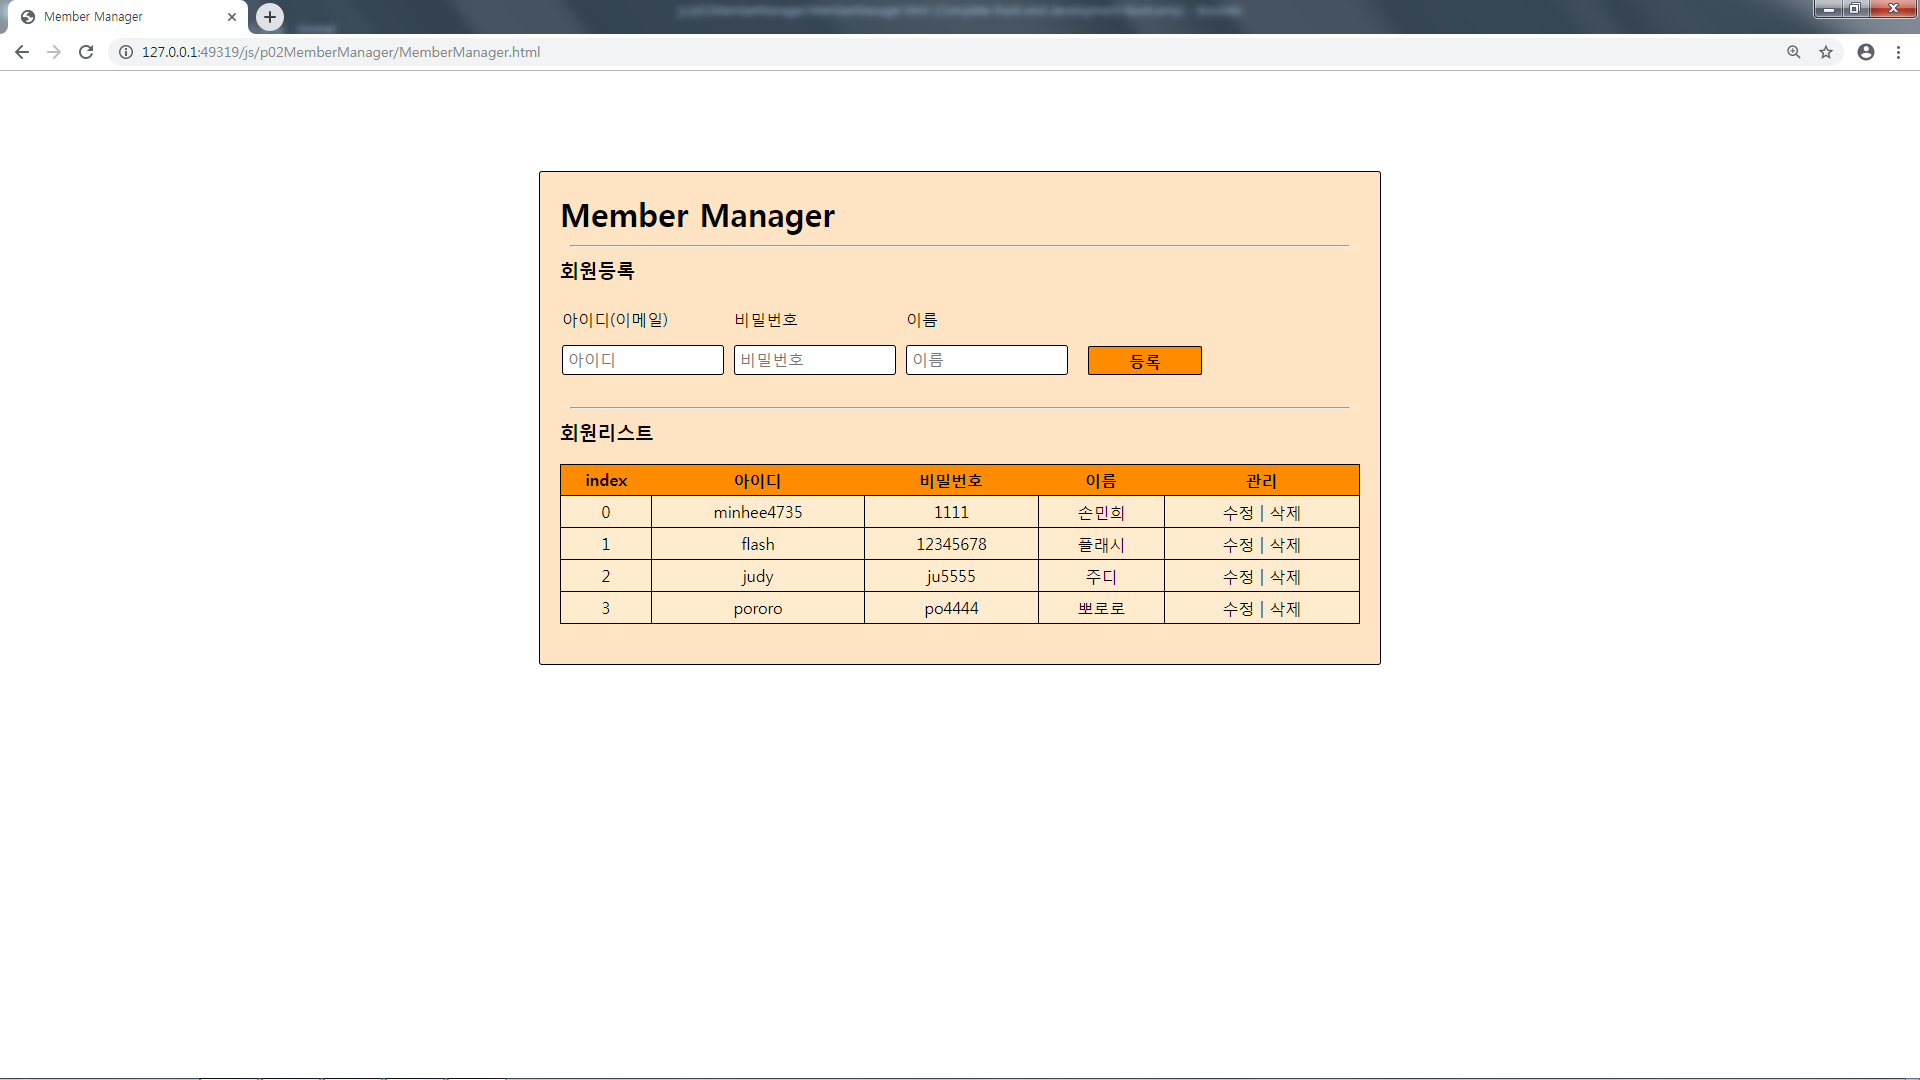 Member Manager
127.0.0.1:49319/js/p02MemberManager/MemberManager.html
Member Manager
회원등록
아이디(이메일) 비밀번호 이름
아이디 비밀번호 이름 등록
회원리스트
index 아이디 비밀번호 이름 관리
0 minhee4735 1111 손민희 수정 | 삭제
1 flash 12345678 플래시 수정 | 삭제
2 judy ju5555 주디 수정 | 삭제
3 pororo po4444 뽀로로 수정 | 삭제